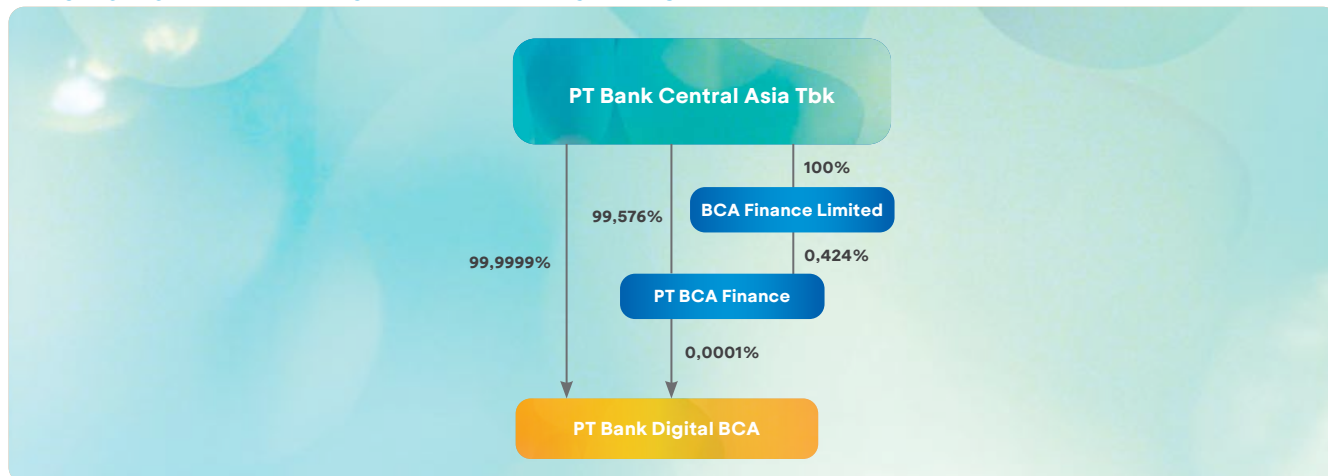 PT Bank Central Asia Tbk
100%
BCA Finance Limited
99,576%
0,424%
99,9999%
PT BCA Finance
0,0001%
PT Bank Digital BCA